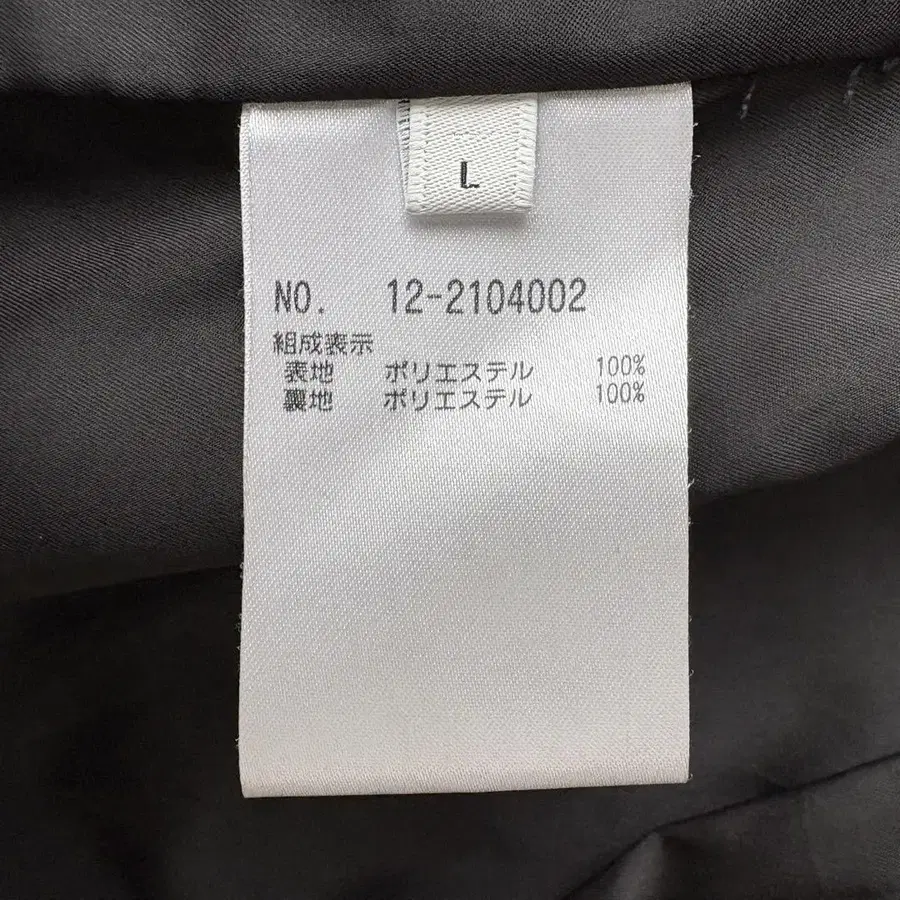 L
NO. 12-2104002
組成表示
表地 ポリエステル 100%
裏地 ポリエステル 100%